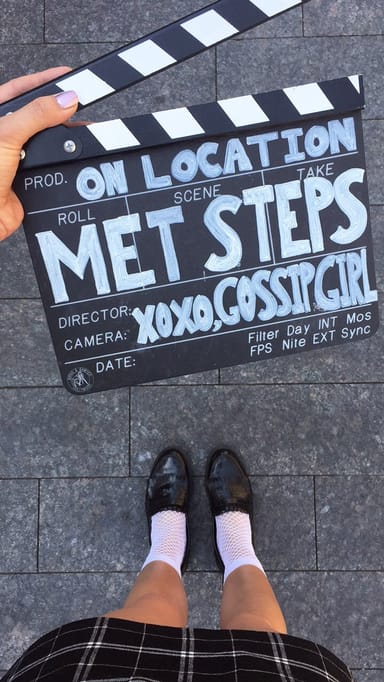 PROD. ON LOCATION
ROLL SCENE TAKE
MET STEPS
DIRECTOR: XOXO, GOSSIP GIRL
CAMERA:
DATE: Filter Day INT Mos
FPS Nite EXT Sync